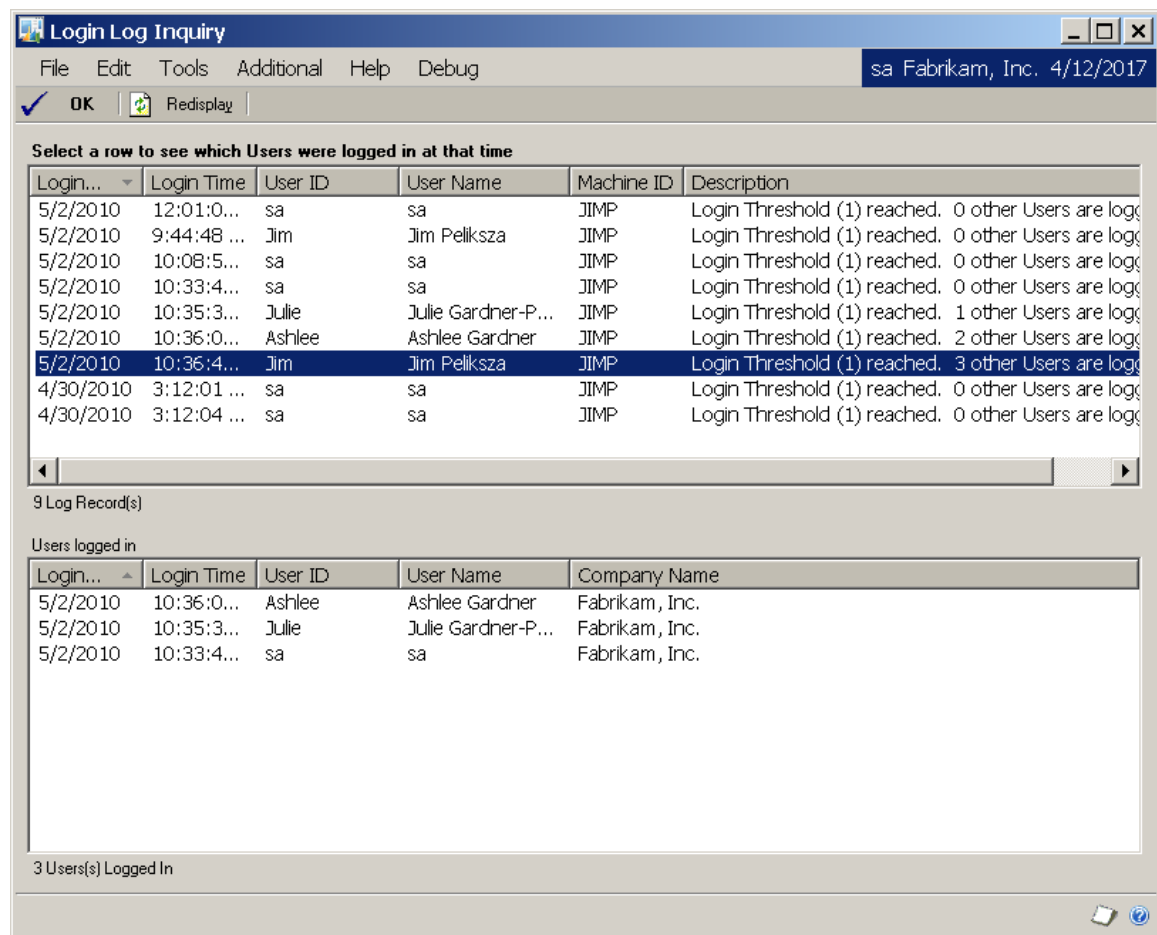 Login Log Inquiry
File Edit Tools Additional Help Debug sa Fabrikam, Inc. 4/12/2017
OK Redisplay
Select a row to see which Users were logged in at that time
Login... Login Time User ID User Name Machine ID Description
5/2/2010 12:01:0... sa sa JIMP Login Threshold (1) reached. 0 other Users are logg
5/2/2010 9:44:48 ... Jim Jim Peliksza JIMP Login Threshold (1) reached. 0 other Users are logg
5/2/2010 10:08:5... sa sa JIMP Login Threshold (1) reached. 0 other Users are logg
5/2/2010 10:33:4... sa sa JIMP Login Threshold (1) reached. 0 other Users are logg
5/2/2010 10:35:3... Julie Julie Gardner-P... JIMP Login Threshold (1) reached. 1 other Users are logg
5/2/2010 10:36:0... Ashlee Ashlee Gardner JIMP Login Threshold (1) reached. 2 other Users are logg
5/2/2010 10:36:4... Jim Jim Peliksza JIMP Login Threshold (1) reached. 3 other Users are logg
4/30/2010 3:12:01 ... sa sa JIMP Login Threshold (1) reached. 0 other Users are logg
4/30/2010 3:12:04 ... sa sa JIMP Login Threshold (1) reached. 0 other Users are logg
9 Log Record(s)
Users logged in
Login... Login Time User ID User Name Company Name
5/2/2010 10:36:0... Ashlee Ashlee Gardner Fabrikam, Inc.
5/2/2010 10:35:3... Julie Julie Gardner-P... Fabrikam, Inc.
5/2/2010 10:33:4... sa sa Fabrikam, Inc.
3 Users(s) Logged In